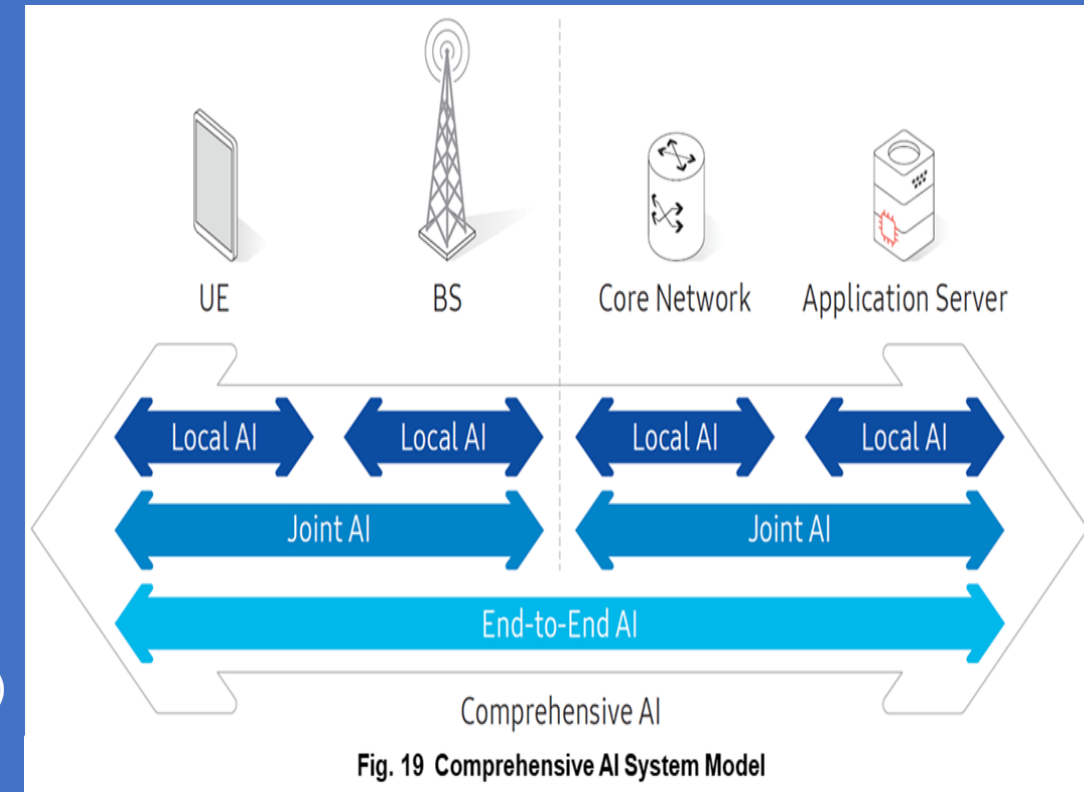 UE
BS
Core Network
Application Server
Local AI
Local AI
Local AI
Local AI
Joint AI
Joint AI
End-to-End AI
Comprehensive AI
Fig. 19 Comprehensive AI System Model